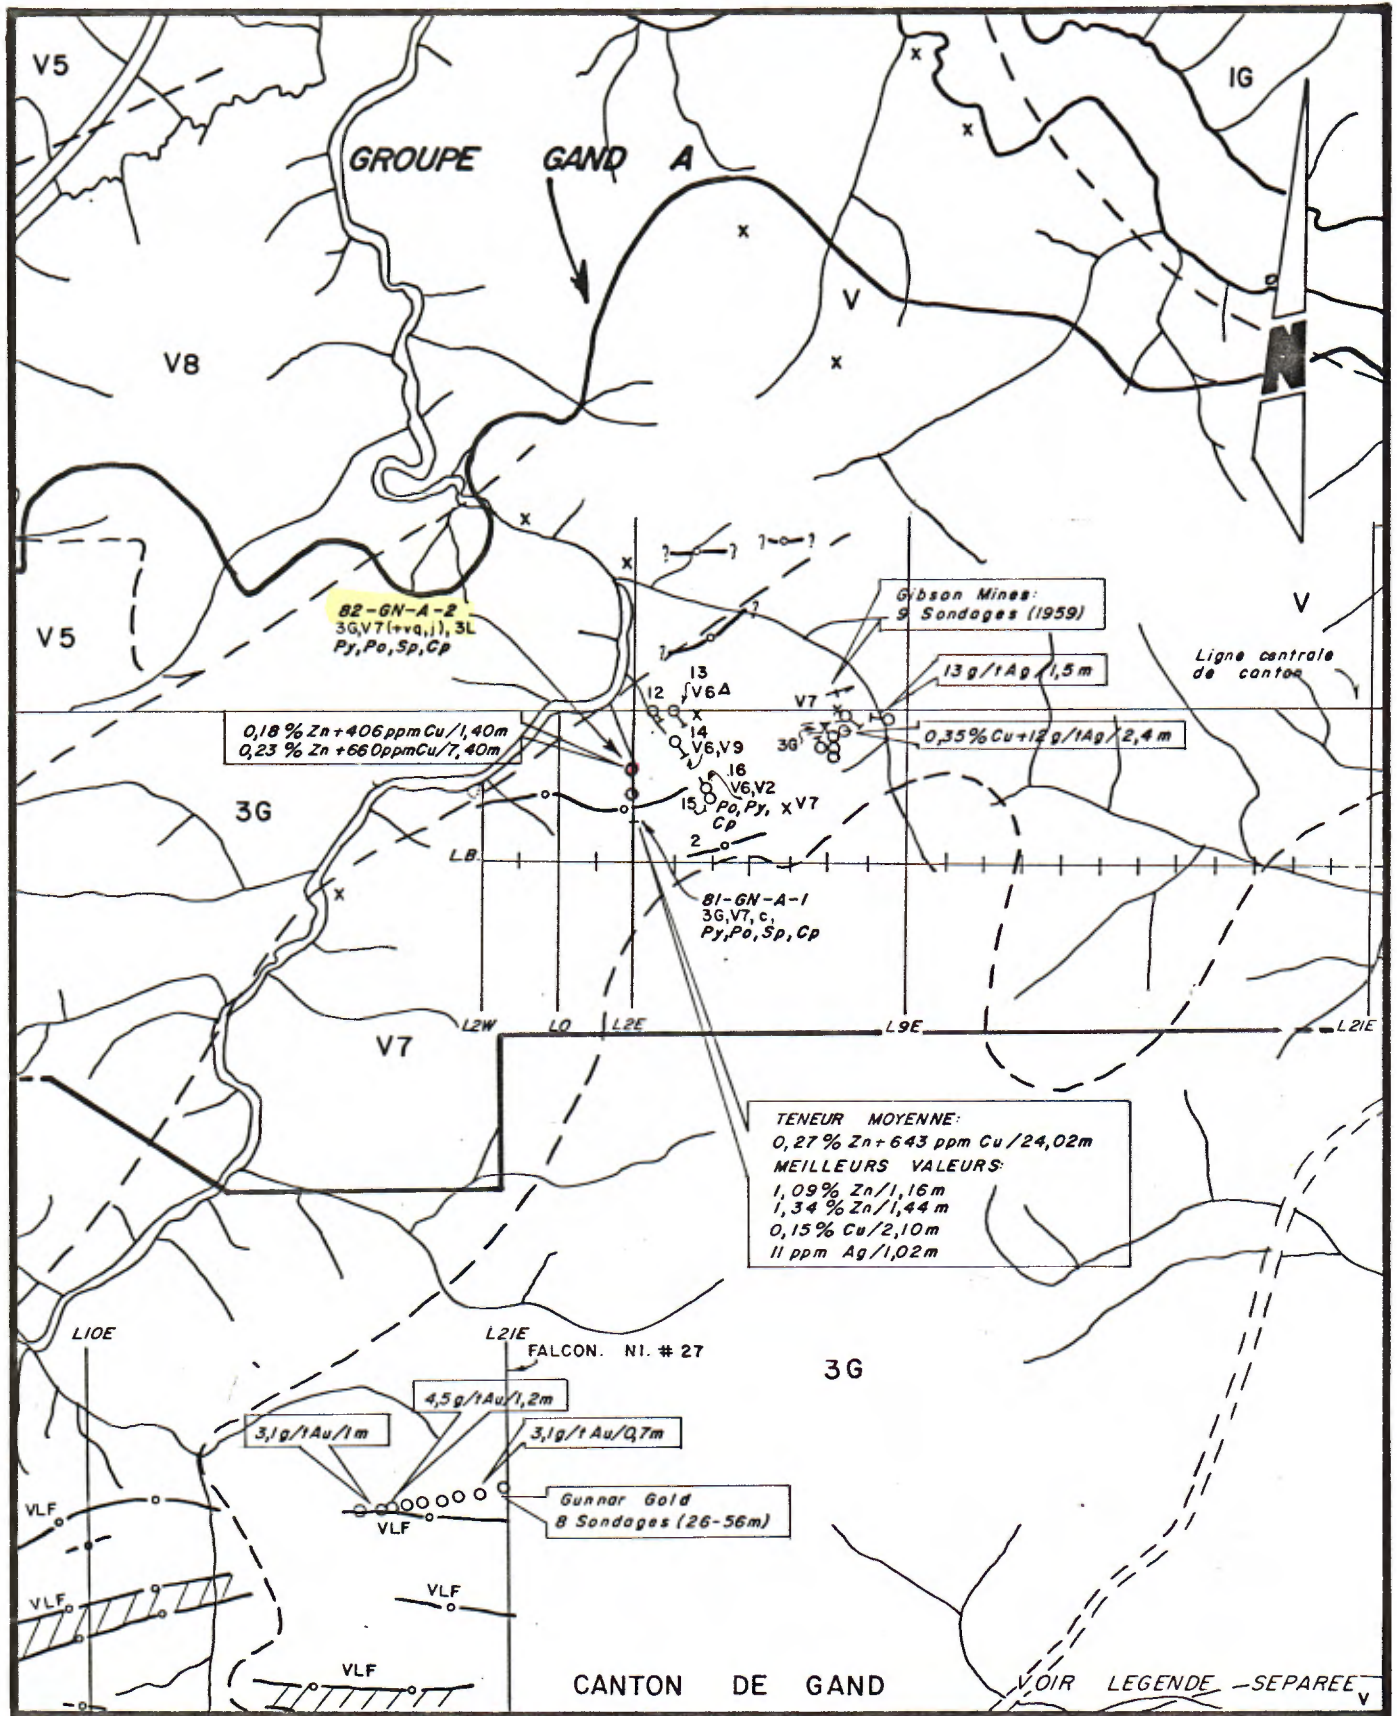 V5
1G
GROUPE GAND A
V
V8
N
82-GN-A-2
3G,V7(+va,j), 3L
Py,Po,Sp,Cp
V5
? ?
? ?
?
Gibson Mines:
9 Sondages (1959)
V
Ligne centrale
de canton
13 g/tAg/1,5m
13
V6A
12
V7
0,18 % Zn+406 ppm Cu/1,40m
0,23 % Zn+660ppmCu/7,40m
14
V6,V9
3G
0,35%Cu+12g/tAg/2,4m
16
V6,V2
15
Po,Py,
Cp
X V7
3G
2
L.B.
81-GN-A-1
3G,V7,c,
Py,Po,Sp,Cp
L2W
L0
L2E
L9E
L21E
V7
TENEUR MOYENNE:
0,27 % Zn+643 ppm Cu/24,02m
MEILLEURS VALEURS:
1,09% Zn/1,16m
1,34 % Zn/1,44m
0,15% Cu/2,10m
11 ppm Ag/1,02m
L10E
L21E
FALCON. NI. # 27
3G
4,5g/tAu/1,2m
3,1g/tAu/1m
3,1g/tAu/0,7m
Gunnar Gold
8 Sondages (26-56m)
VLF
VLF
VLF
VLF
VLF
CANTON DE GAND
VOIR LEGENDE SEPAREE
V